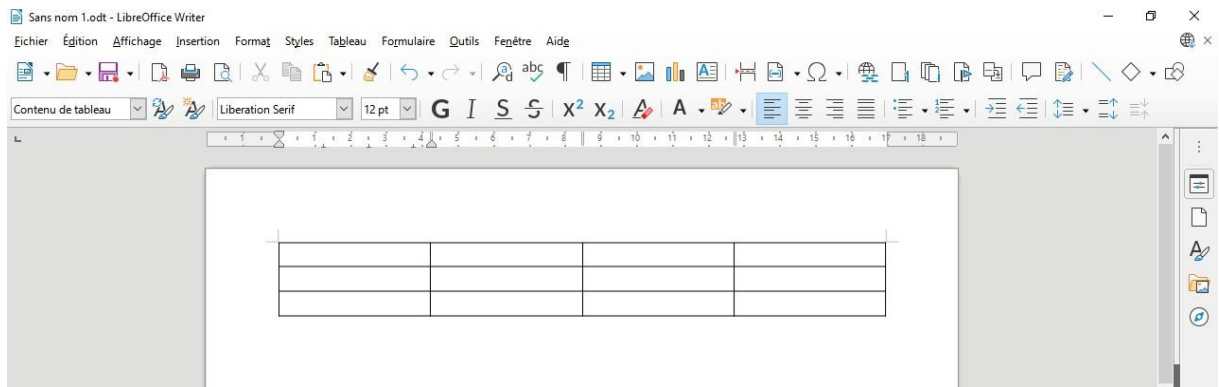 Sans nom 1.odt - LibreOffice Writer
Fichier Édition Affichage Insertion Format Styles Tableau Formulaire Outils Fenêtre Aide
Contenu de tableau Liberation Serif 12 pt G I S S X² X₂ A A
1 1 2 3 4 5 6 7 8 9 10 11 12 13 14 15 16 17 18